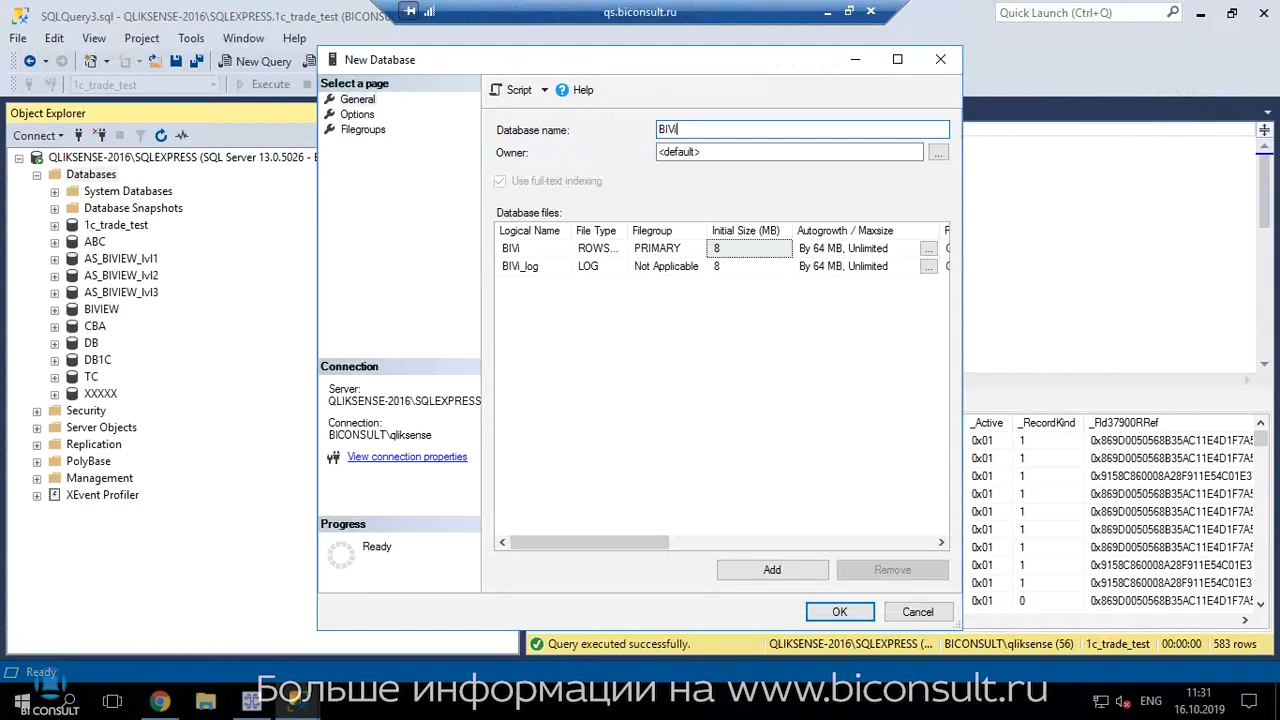 SQLQuery3.sql - QLIKSENSE-2016\SQLEXPRESS.1c_trade_test (BICONSU
qs.biconsult.ru
Quick Launch (Ctrl+Q)
File Edit View Project Tools Window Help
New Query
1c_trade_test Execute
Object Explorer
Connect
QLIKSENSE-2016\SQLEXPRESS (SQL Server 13.0.5026 - B
Databases
System Databases
Database Snapshots
1c_trade_test
ABC
AS_BIVIEW_lvl1
AS_BIVIEW_lvl2
AS_BIVIEW_lvl3
BIVIEW
CBA
DB
DB1C
TC
XXXXX
Security
Server Objects
Replication
PolyBase
Management
XEvent Profiler
New Database
Select a page
General
Options
Filegroups
Connection
Server:
QLIKSENSE-2016\SQLEXPRESS
Connection:
BICONSULT\qliksense
View connection properties
Progress
Ready
Script Help
Database name: BIVi
Owner: <default> ...
Use full-text indexing
Database files:
Logical Name File Type Filegroup Initial Size (MB) Autogrowth / Maxsize
BIVi ROWS... PRIMARY 8 By 64 MB, Unlimited ...
BIVi_log LOG Not Applicable 8 By 64 MB, Unlimited ...
Add Remove
OK Cancel
_Active _RecordKind _Fld37900RRef
0x01 1 0x869D0050568B35AC11E4D1F7A5
0x01 1 0x869D0050568B35AC11E4D1F7A5
0x01 1 0x9158C860008A28F911E54C01E3
0x01 1 0x869D0050568B35AC11E4D1F7A5
0x01 1 0x869D0050568B35AC11E4D1F7A5
0x01 1 0x869D0050568B35AC11E4D1F7A5
0x01 1 0x869D0050568B35AC11E4D1F7A5
0x01 1 0x9158C860008A28F911E54C01E3
0x01 1 0x9158C860008A28F911E54C01E3
0x01 0 0x869D0050568B35AC11E4D1F7A5
Query executed successfully. QLIKSENSE-2016\SQLEXPRESS (... BICONSULT\qliksense (56) 1c_trade_test 00:00:00 583 rows
Ready
Больше информации на www.biconsult.ru
BI CONSULT
ENG
11:31
16.10.2019